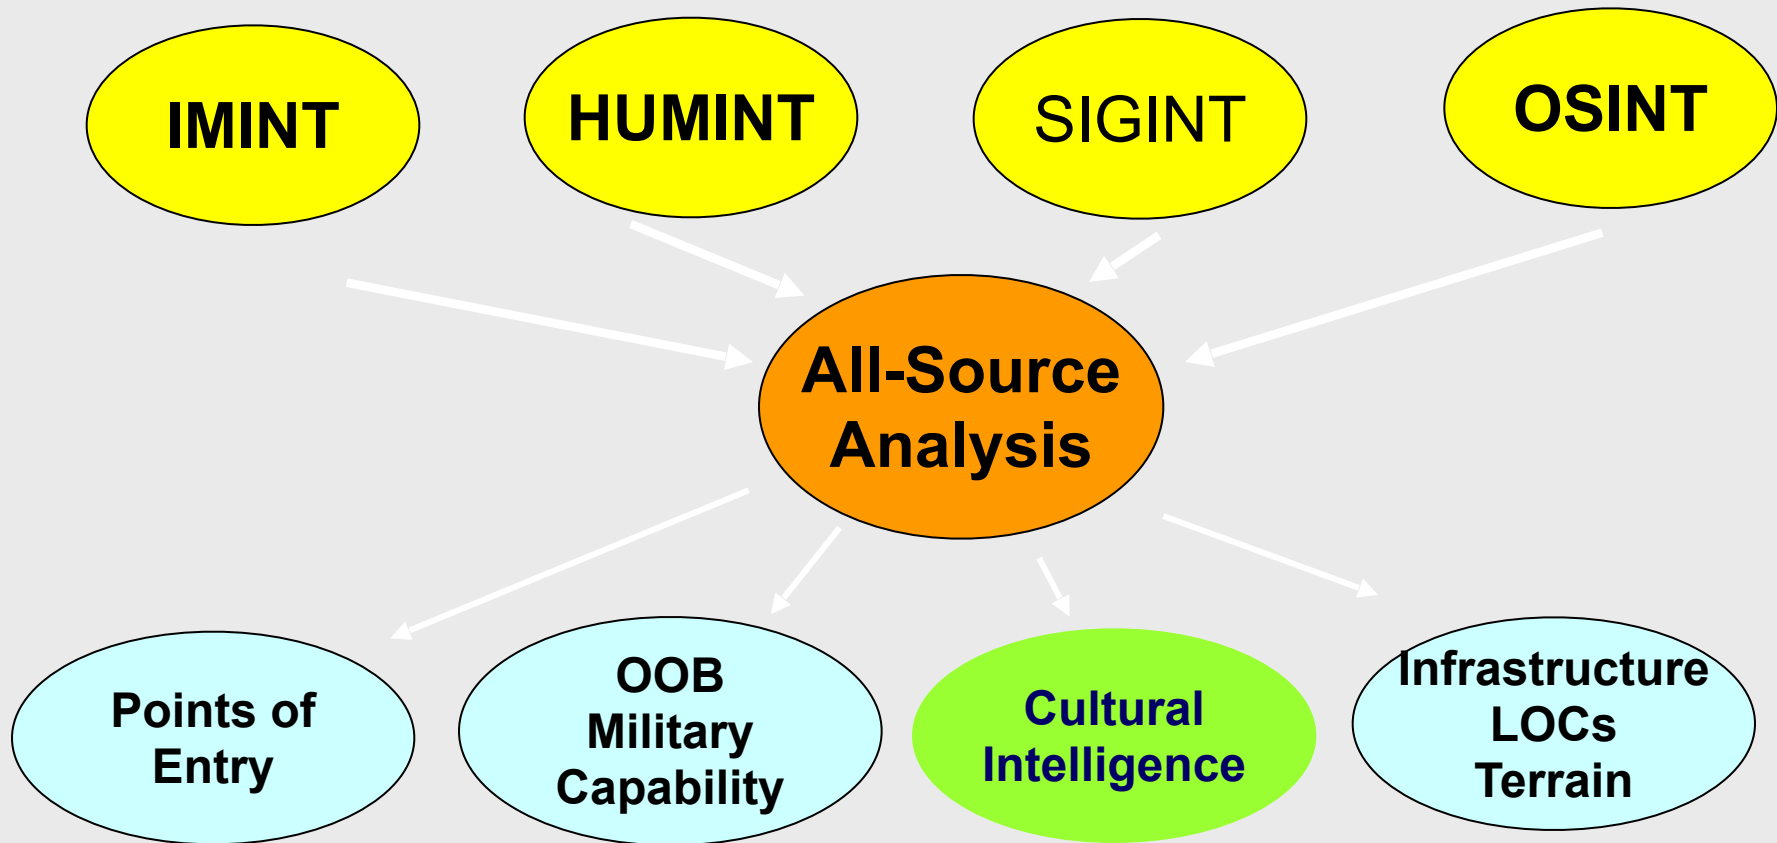 IMINT
HUMINT
SIGINT
OSINT
All-Source
Analysis
Points of
Entry
OOB
Military
Capability
Cultural
Intelligence
Infrastructure
LOCs
Terrain